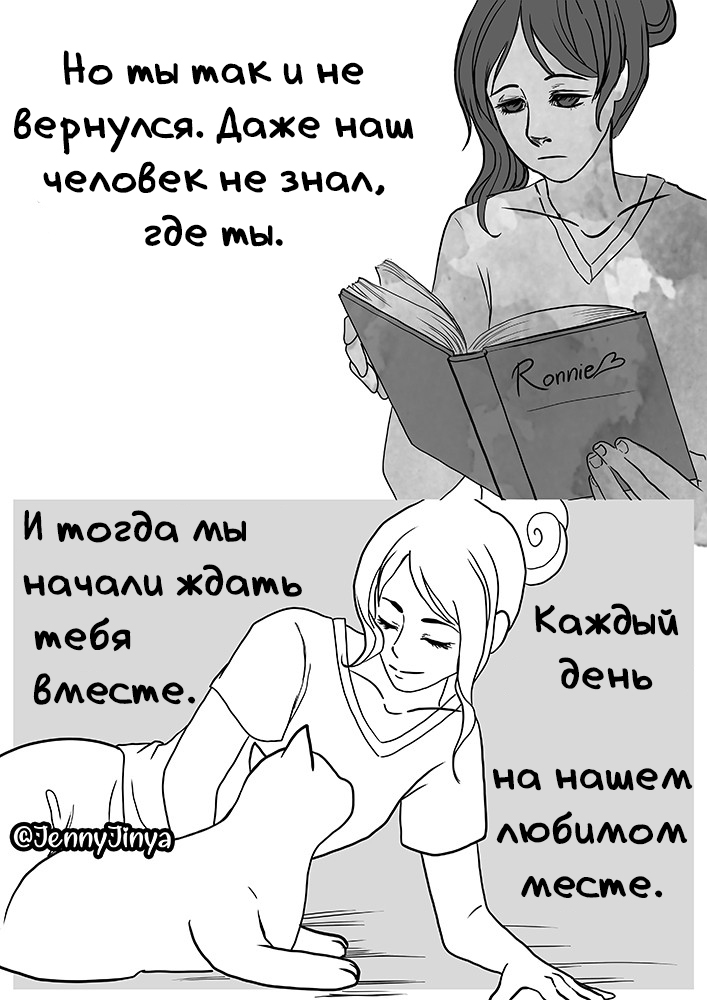 Но ты так и не
вернулся. Даже наш
человек не знал,
где ты.
Ronnie
И тогда мы
начали ждать
тебя
вместе.
Каждый
день
на нашем
любимом
месте.
@JennyJinya